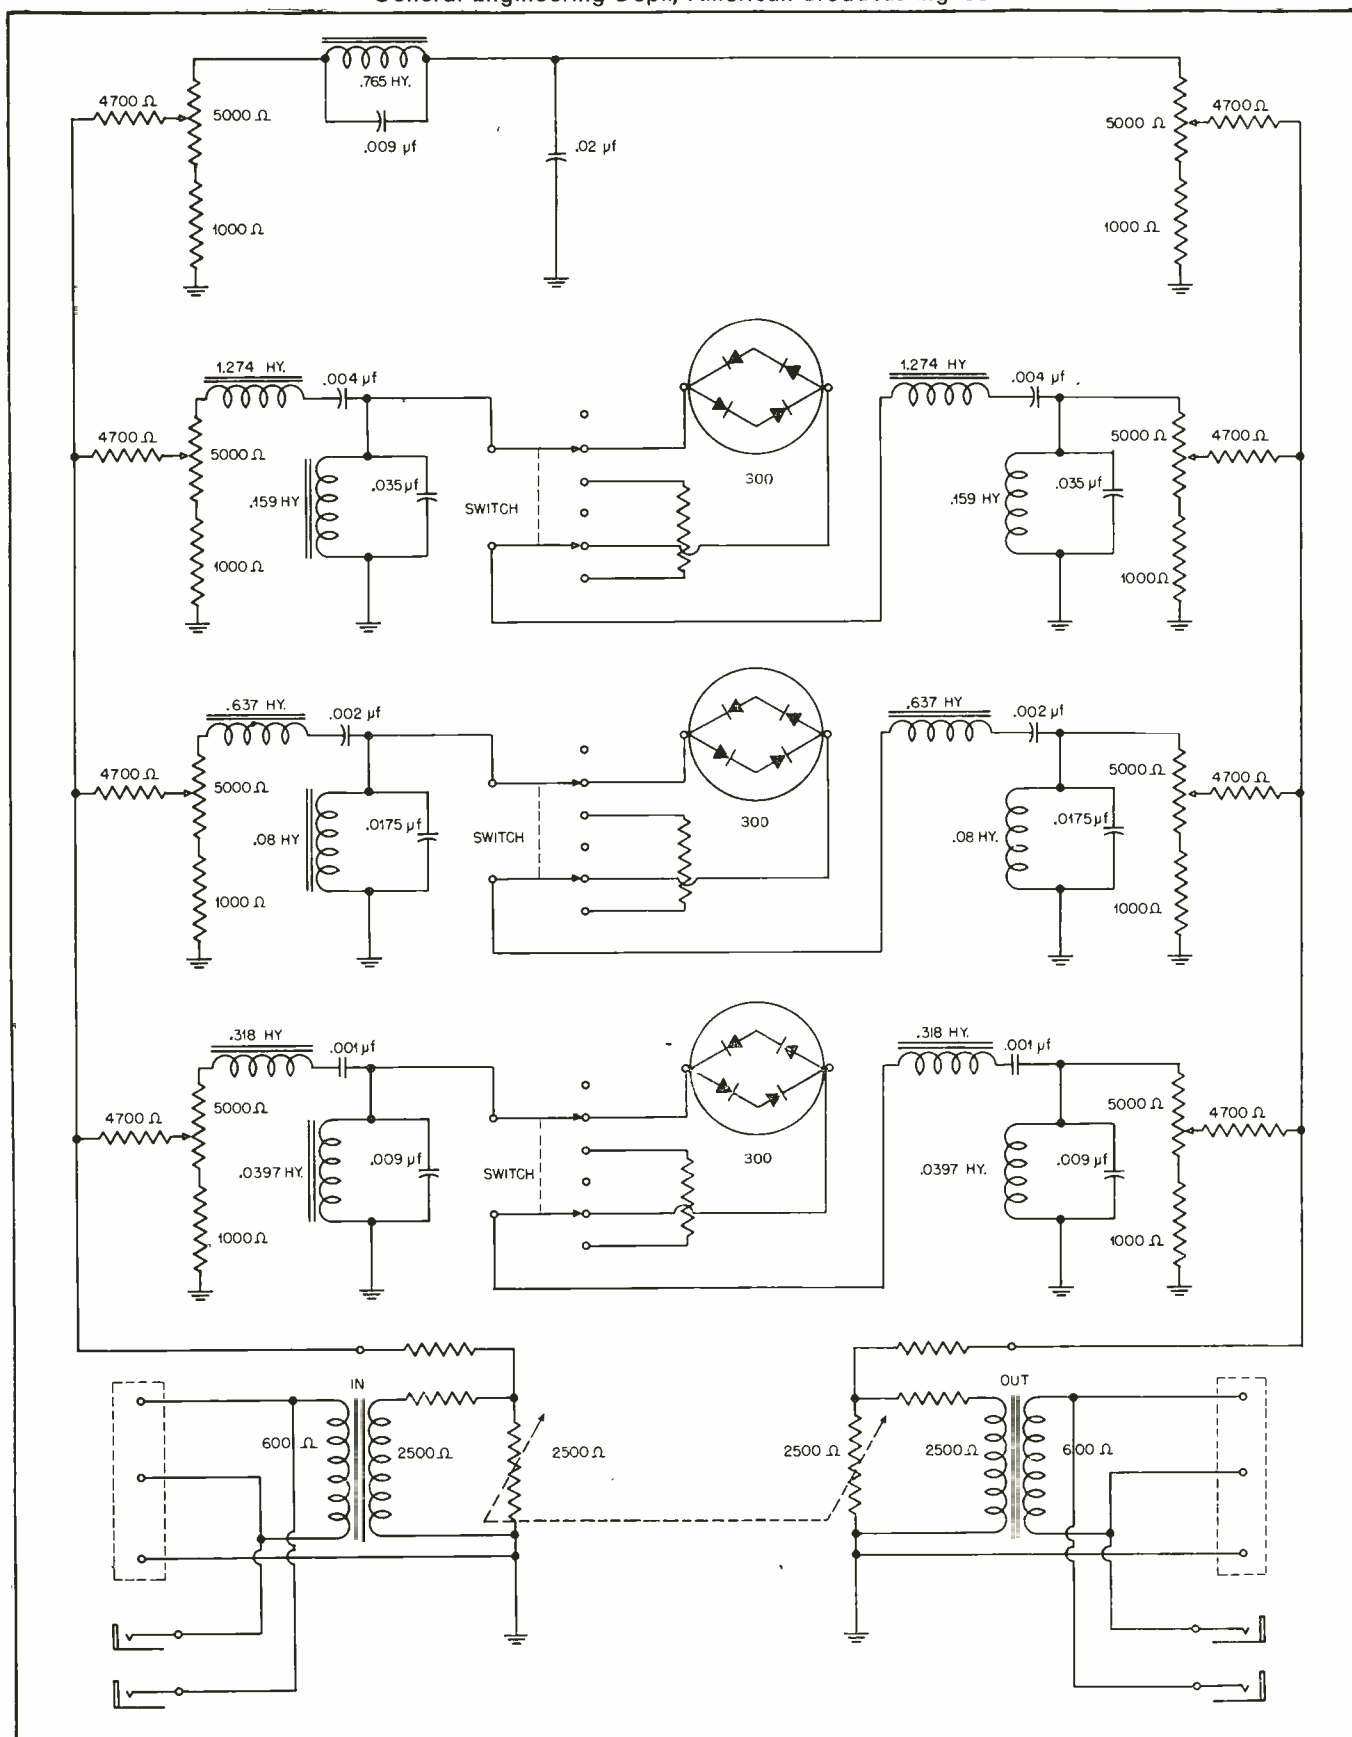 4700 Ω
5000 Ω
1000 Ω
.765 HY.
.009 µf
.02 µf
5000 Ω
4700 Ω
1000 Ω
1.274 HY.
.004 µf
4700 Ω
5000 Ω
.159 HY
.035 µf
1000 Ω
SWITCH
300
1.274 HY
.004 µf
5000 Ω
4700 Ω
.159 HY
.035 µf
1000 Ω
.637 HY.
.002 µf
4700 Ω
5000 Ω
.08 HY
.0175 µf
1000 Ω
SWITCH
300
.637 HY
.002 µf
5000 Ω
4700 Ω
.08 HY.
.0175 µf
1000 Ω
.318 HY
.001 µf
4700 Ω
5000 Ω
.0397 HY.
.009 µf
1000 Ω
SWITCH
300
.318 HY.
.001 µf
5000 Ω
4700 Ω
.0397 HY.
.009 µf
1000 Ω
IN
600 Ω
2500 Ω
2500 Ω
OUT
2500 Ω
2500 Ω
600 Ω